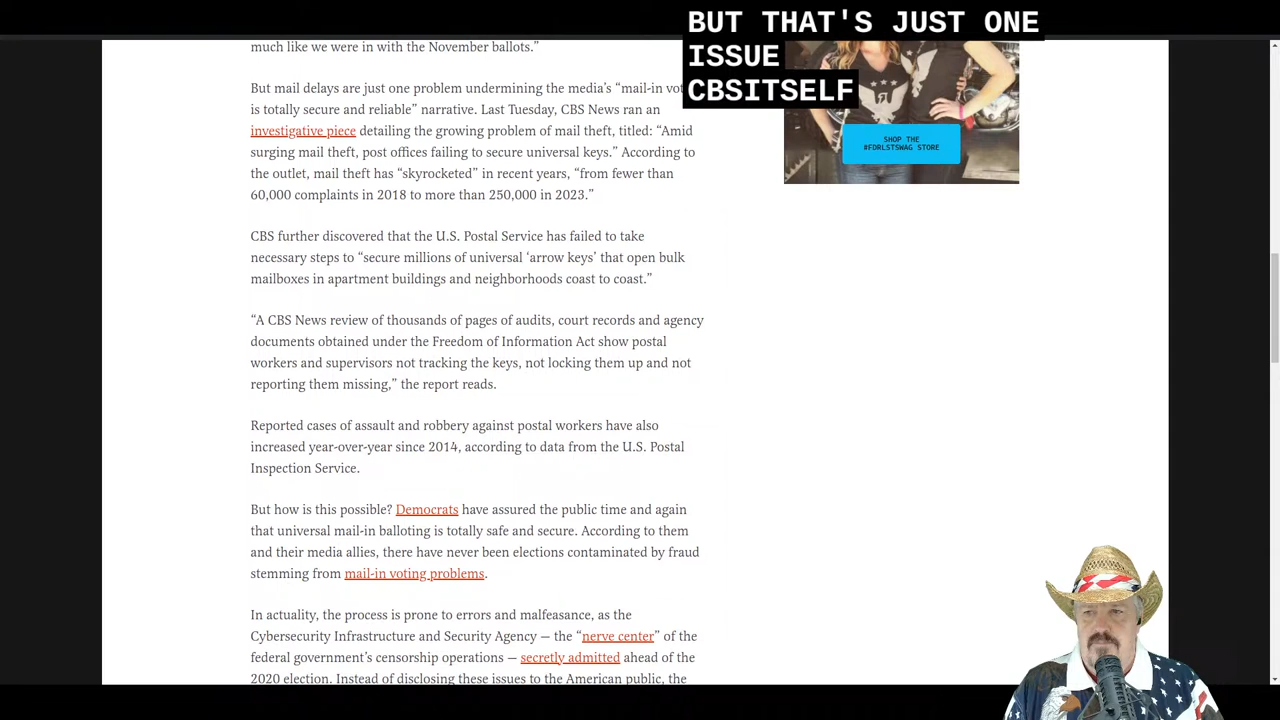 BUT THAT'S JUST ONE
ISSUE
CBSITSELF
much like we were in with the November ballots.”
But mail delays are just one problem undermining the media’s “mail-in vo
is totally secure and reliable” narrative. Last Tuesday, CBS News ran an
investigative piece detailing the growing problem of mail theft, titled: “Amid
surging mail theft, post offices failing to secure universal keys.” According to
the outlet, mail theft has “skyrocketed” in recent years, “from fewer than
60,000 complaints in 2018 to more than 250,000 in 2023.”
SHOP THE
#FDRLSTSWAG STORE
CBS further discovered that the U.S. Postal Service has failed to take
necessary steps to “secure millions of universal ‘arrow keys’ that open bulk
mailboxes in apartment buildings and neighborhoods coast to coast.”
“A CBS News review of thousands of pages of audits, court records and agency
documents obtained under the Freedom of Information Act show postal
workers and supervisors not tracking the keys, not locking them up and not
reporting them missing,” the report reads.
Reported cases of assault and robbery against postal workers have also
increased year-over-year since 2014, according to data from the U.S. Postal
Inspection Service.
But how is this possible? Democrats have assured the public time and again
that universal mail-in balloting is totally safe and secure. According to them
and their media allies, there have never been elections contaminated by fraud
stemming from mail-in voting problems.
In actuality, the process is prone to errors and malfeasance, as the
Cybersecurity Infrastructure and Security Agency — the “nerve center” of the
federal government’s censorship operations — secretly admitted ahead of the
2020 election. Instead of disclosing these issues to the American public, the